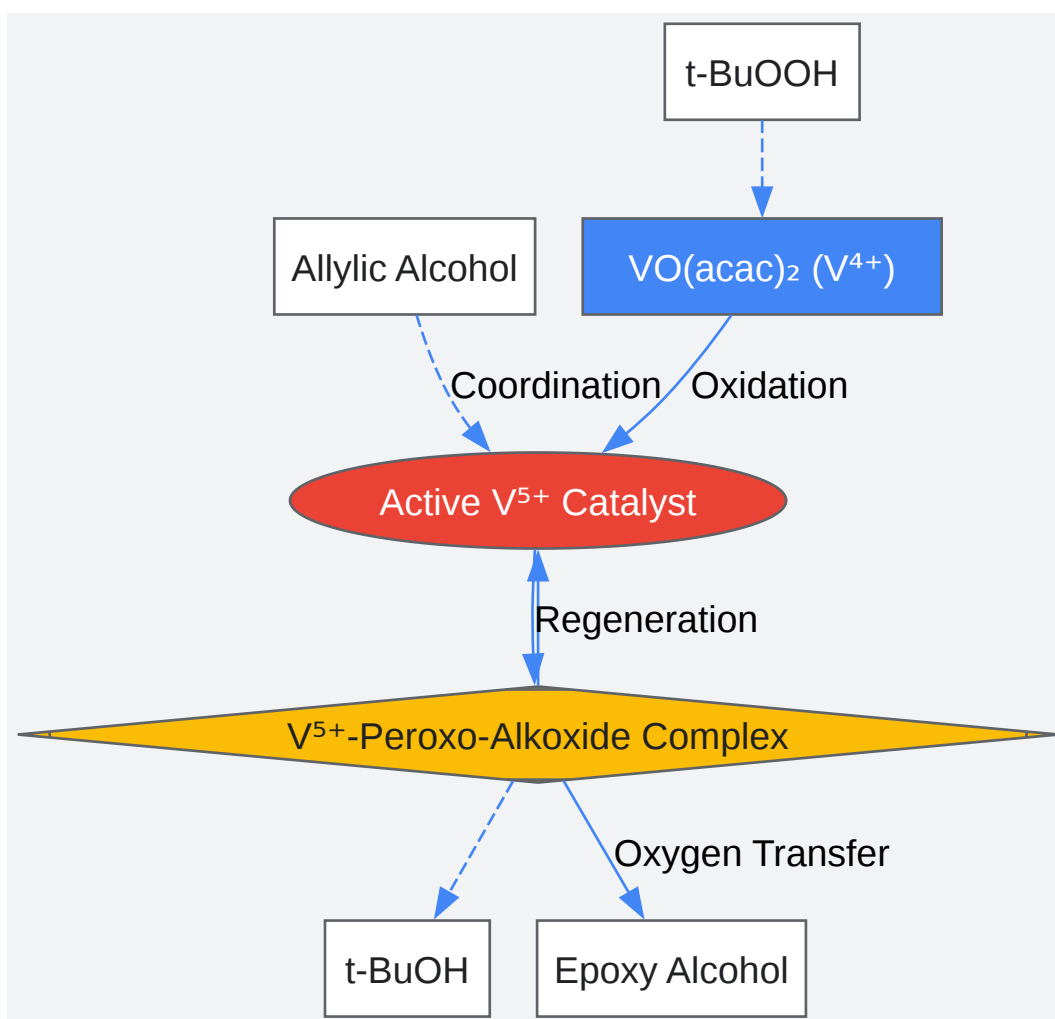 t-BuOOH
Allylic Alcohol
VO(acac)₂ (V⁴⁺)
Coordination
Oxidation
Active V⁵⁺ Catalyst
Regeneration
V⁵⁺-Peroxo-Alkoxide Complex
Oxygen Transfer
t-BuOH
Epoxy Alcohol